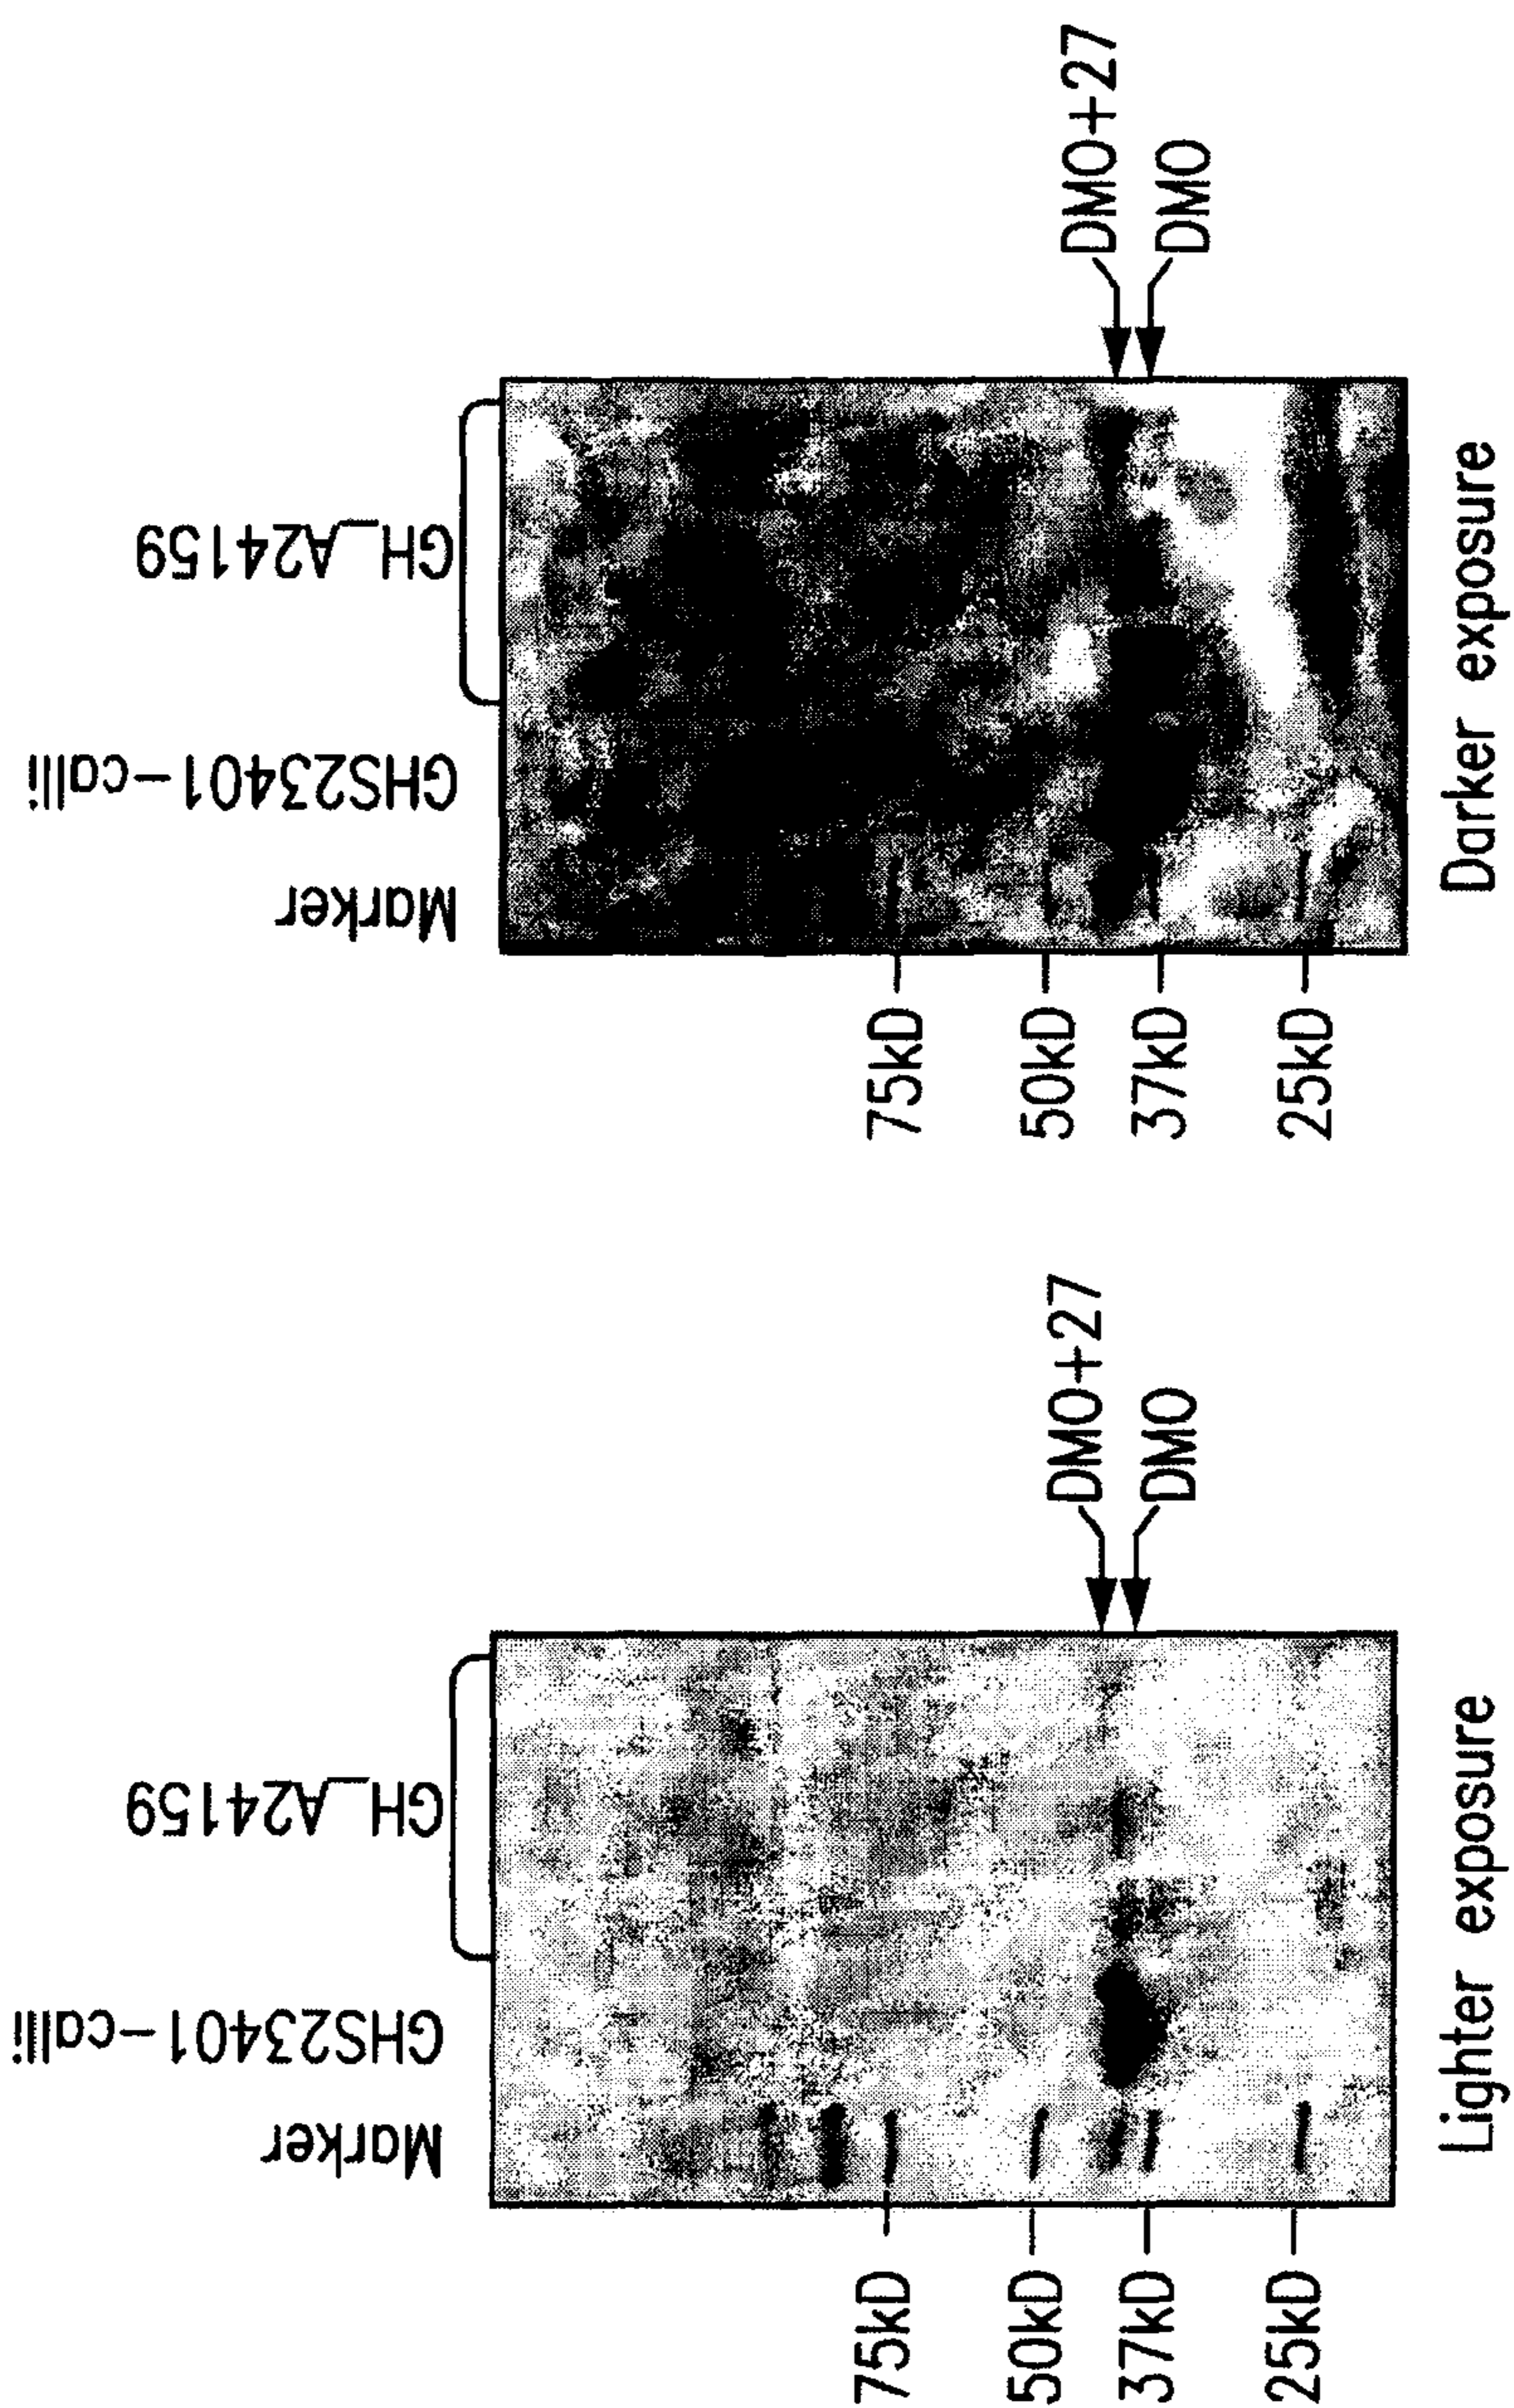 Marker
GHS23401-calli
GH_A24159
75kD
50kD
37kD
25kD
DMO+27
DMO
Lighter exposure
Marker
GHS23401-calli
GH_A24159
75kD
50kD
37kD
25kD
DMO+27
DMO
Darker exposure